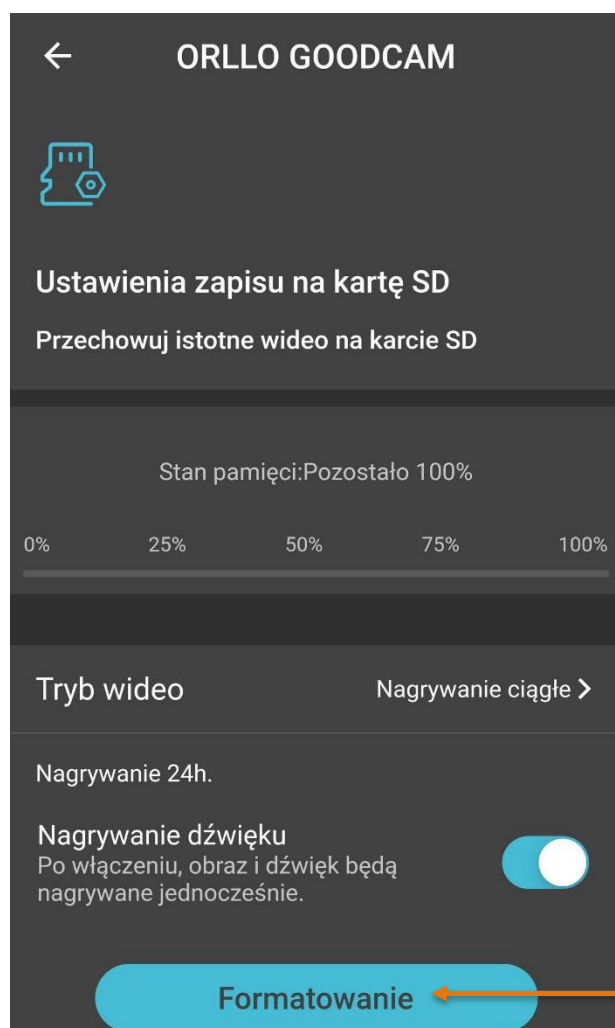 ORLLO GOODCAM
Ustawienia zapisu na kartę SD
Przechowuj istotne wideo na karcie SD
Stan pamięci:Pozostało 100%
0% 25% 50% 75% 100%
Tryb wideo Nagrywanie ciągłe
Nagrywanie 24h.
Nagrywanie dźwięku
Po włączeniu, obraz i dźwięk będą
nagrywane jednocześnie.
Formatowanie